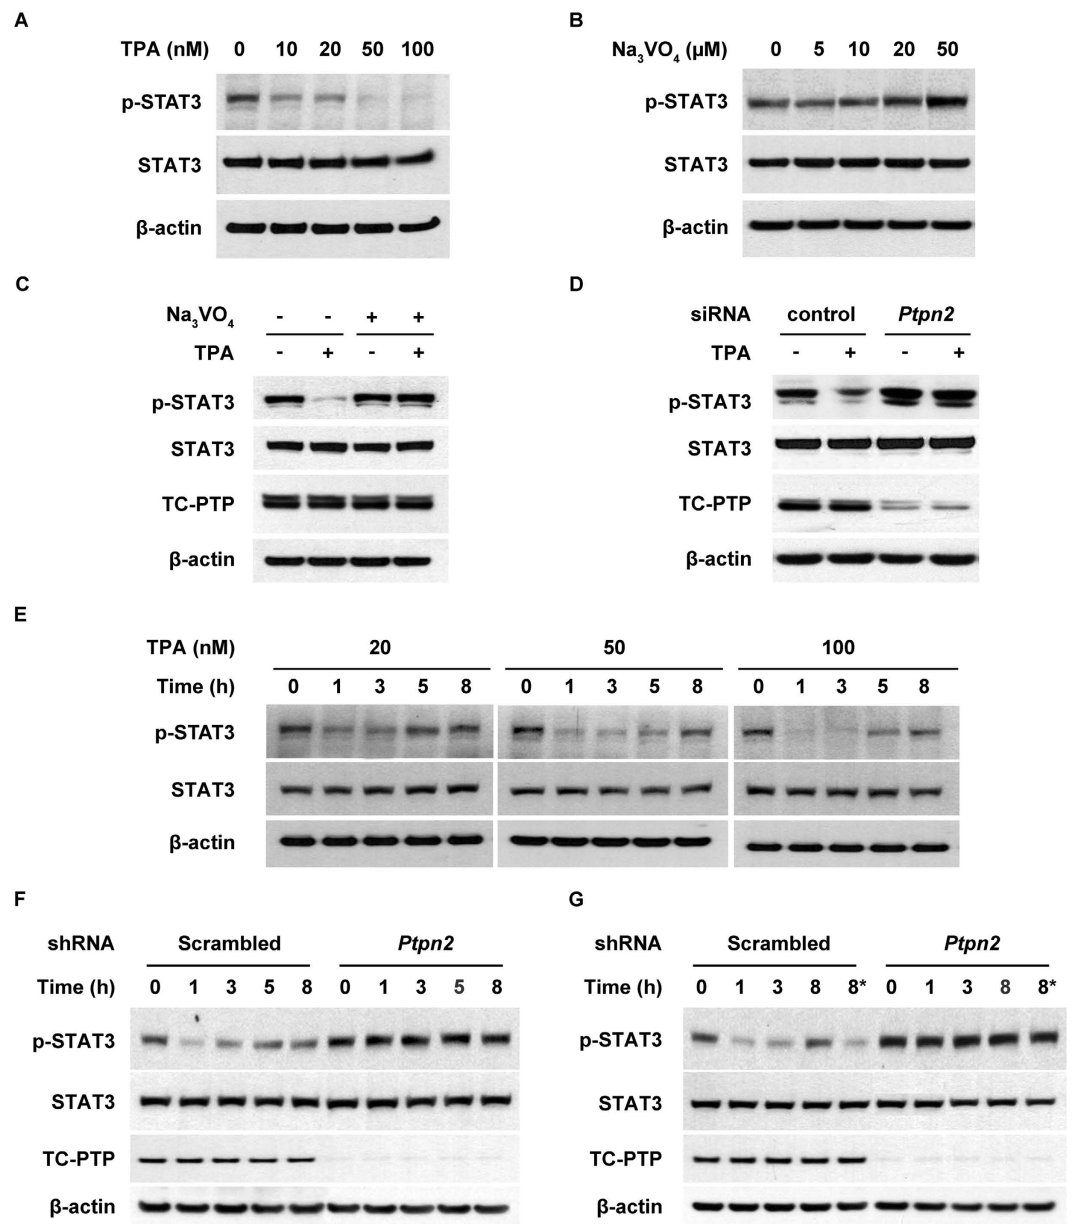 A
TPA (nM) 0 10 20 50 100
p-STAT3
STAT3
β-actin
B
Na₃VO₄ (μM) 0 5 10 20 50
p-STAT3
STAT3
β-actin
C
Na₃VO₄ - - + +
TPA - + - +
p-STAT3
STAT3
TC-PTP
β-actin
D
siRNA control Ptpn2
TPA - + - +
p-STAT3
STAT3
TC-PTP
β-actin
E
TPA (nM) 20 50 100
Time (h) 0 1 3 5 8 0 1 3 5 8 0 1 3 5 8
p-STAT3
STAT3
β-actin
F
shRNA Scrambled Ptpn2
Time (h) 0 1 3 5 8 0 1 3 5 8
p-STAT3
STAT3
TC-PTP
β-actin
G
shRNA Scrambled Ptpn2
Time (h) 0 1 3 8 8* 0 1 3 8 8*
p-STAT3
STAT3
TC-PTP
β-actin